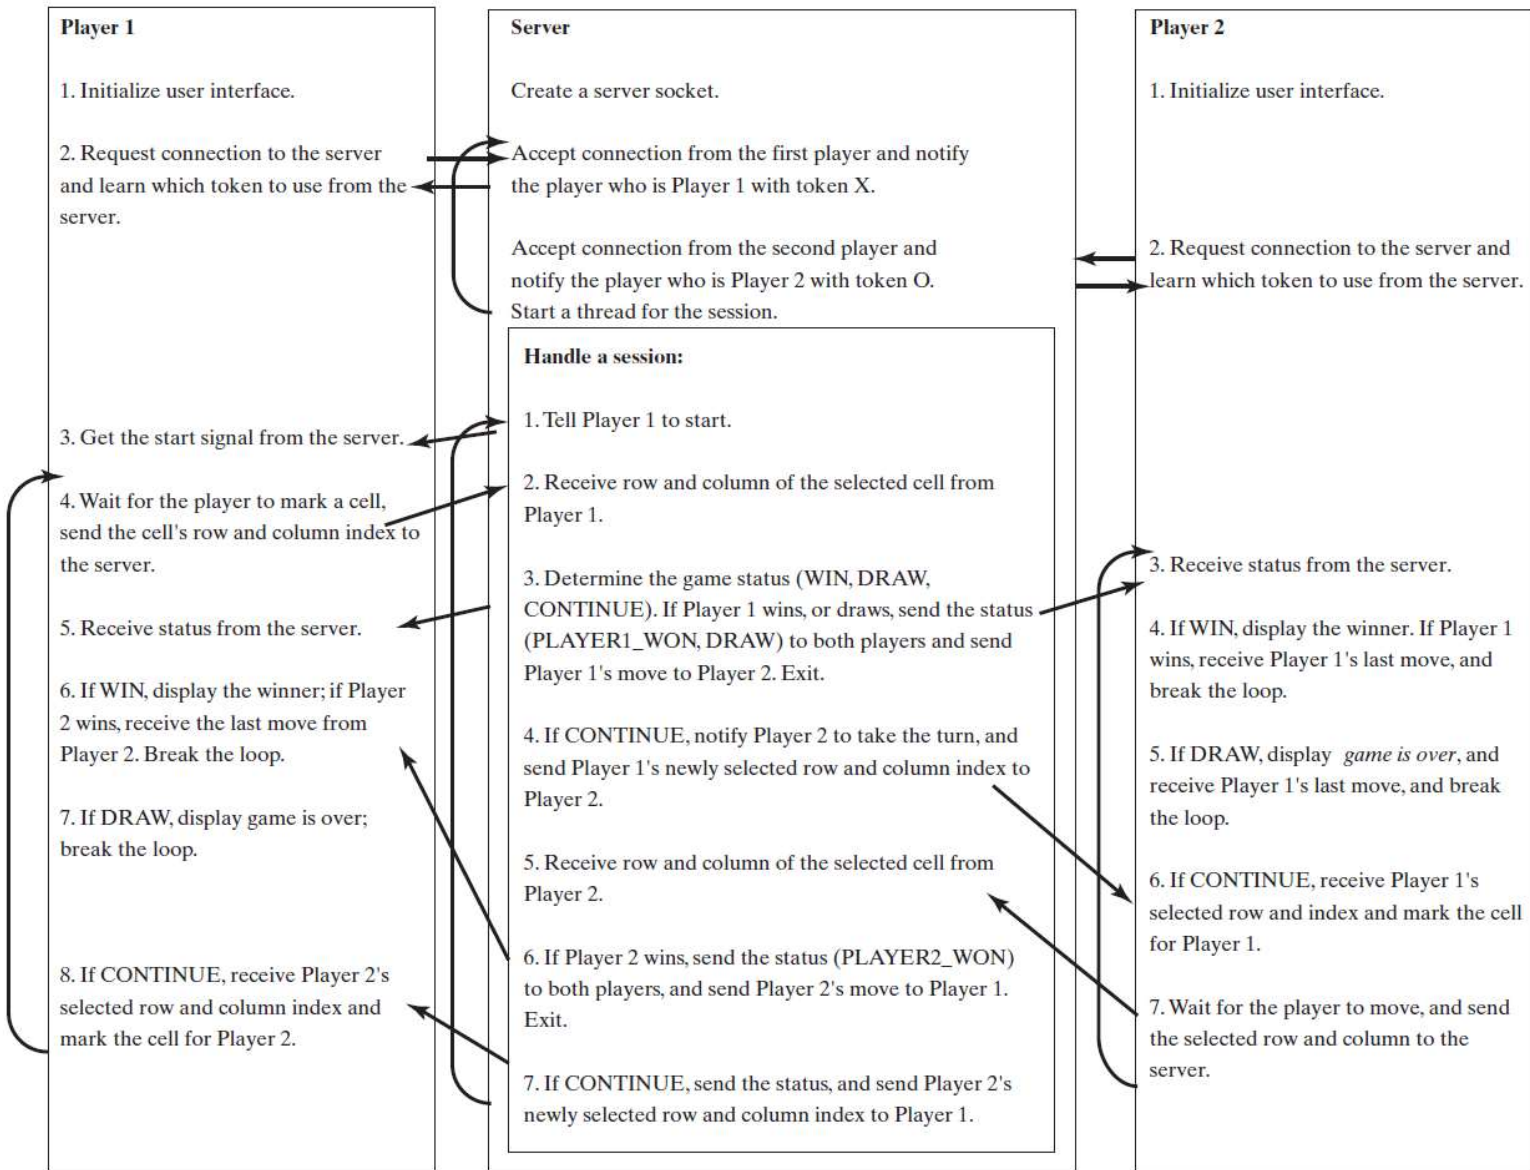 Player 1
1. Initialize user interface.
2. Request connection to the server
and learn which token to use from the
server.
3. Get the start signal from the server.
4. Wait for the player to mark a cell,
send the cell's row and column index to
the server.
5. Receive status from the server.
6. If WIN, display the winner; if Player
2 wins, receive the last move from
Player 2. Break the loop.
7. If DRAW, display game is over;
break the loop.
8. If CONTINUE, receive Player 2's
selected row and column index and
mark the cell for Player 2.
Server
Create a server socket.
Accept connection from the first player and notify
the player who is Player 1 with token X.
Accept connection from the second player and
notify the player who is Player 2 with token O.
Start a thread for the session.
Handle a session:
1. Tell Player 1 to start.
2. Receive row and column of the selected cell from
Player 1.
3. Determine the game status (WIN, DRAW,
CONTINUE). If Player 1 wins, or draws, send the status
(PLAYER1_WON, DRAW) to both players and send
Player 1's move to Player 2. Exit.
4. If CONTINUE, notify Player 2 to take the turn, and
send Player 1's newly selected row and column index to
Player 2.
5. Receive row and column of the selected cell from
Player 2.
6. If Player 2 wins, send the status (PLAYER2_WON)
to both players, and send Player 2's move to Player 1.
Exit.
7. If CONTINUE, send the status, and send Player 2's
newly selected row and column index to Player 1.
Player 2
1. Initialize user interface.
2. Request connection to the server and
learn which token to use from the server.
3. Receive status from the server.
4. If WIN, display the winner. If Player 1
wins, receive Player 1's last move, and
break the loop.
5. If DRAW, display game is over, and
receive Player 1's last move, and break
the loop.
6. If CONTINUE, receive Player 1's
selected row and index and mark the cell
for Player 1.
7. Wait for the player to move, and send
the selected row and column to the
server.